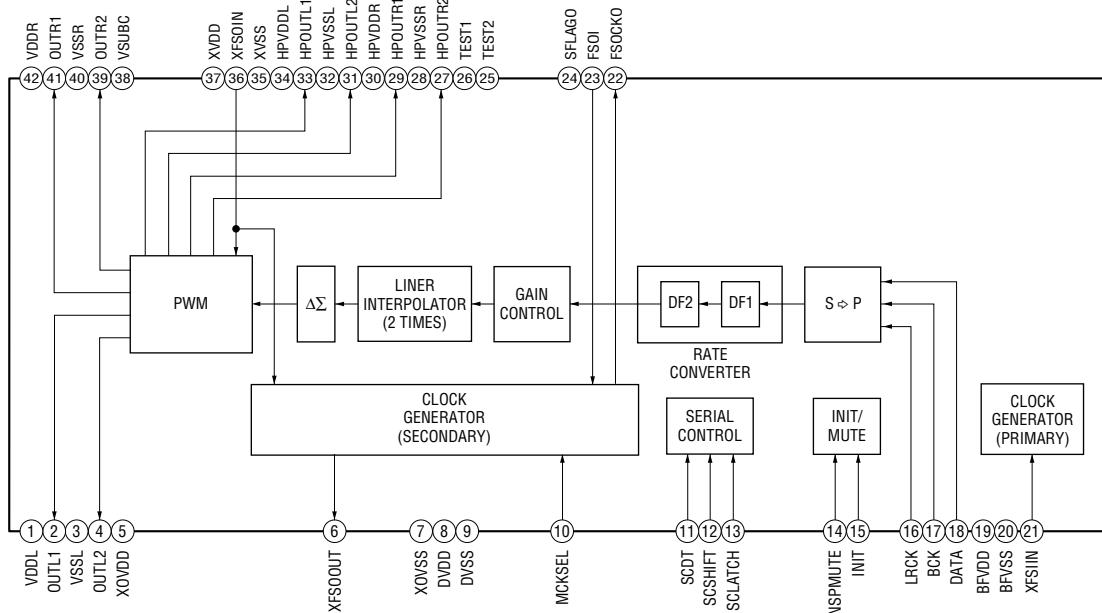 VDDR
OUTR1
VSSR
OUTR2
VSUBC
XVDD
XFSOIN
XVSS
HPVDDL
HPOUTL1
HPVSSL
HPOUTL2
HPVDDR
HPOUTR1
HPVSSR
HPOUTR2
TEST1
TEST2
SFLAGO
FSOI
FSOCKO
42
41
40
39
38
37
36
35
34
33
32
31
30
29
28
27
26
25
24
23
22
PWM
ΔΣ
LINER
INTERPOLATOR
(2 TIMES)
GAIN
CONTROL
DF2
DF1
RATE
CONVERTER
S ⇨ P
CLOCK
GENERATOR
(SECONDARY)
SERIAL
CONTROL
INIT/
MUTE
CLOCK
GENERATOR
(PRIMARY)
1
2
3
4
5
6
7
8
9
10
11
12
13
14
15
16
17
18
19
20
21
VDDL
OUTL1
VSSL
OUTL2
XOVDD
XFSOOUT
XOVSS
DVDD
DVSS
MCKSEL
SCDT
SCSHIFT
SCLATCH
NSPMUTE
INIT
LRCK
BCK
DATA
BFVDD
BFVSS
XFSIIN